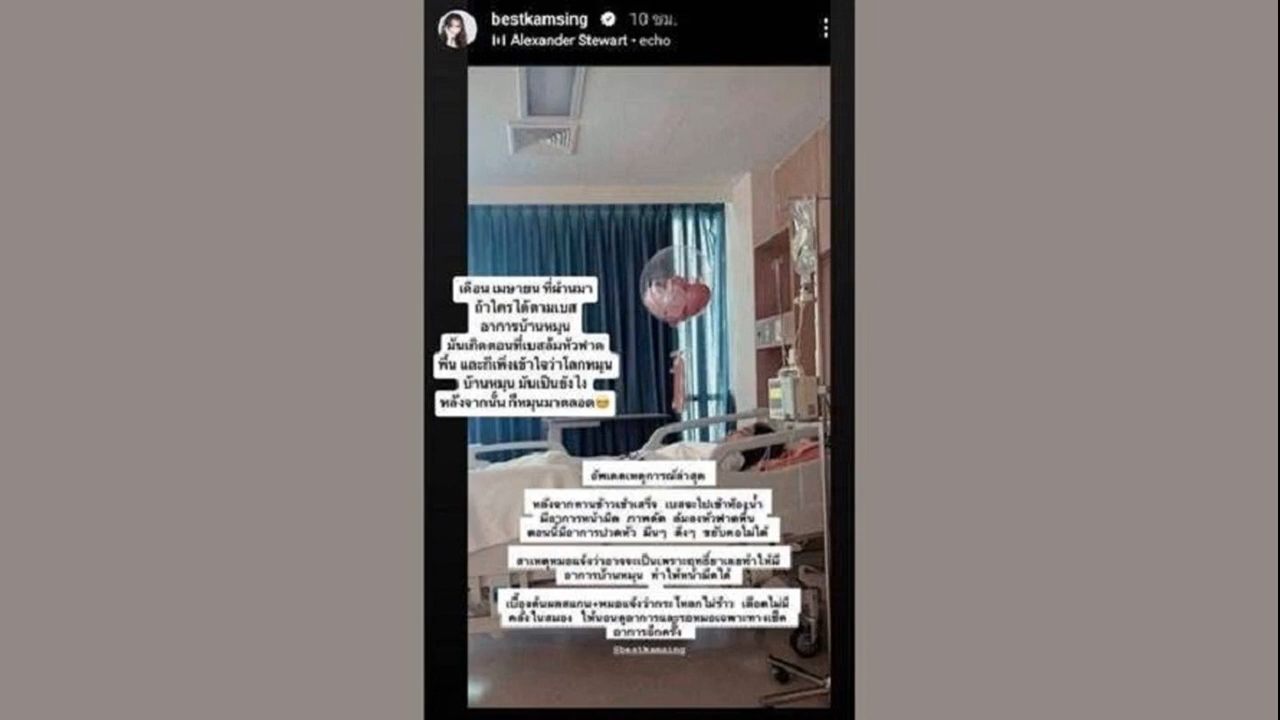 bestkamsing 10 ชม.
Alexander Stewart • echo
เดือน เมษายน ที่ผ่านมา
ถ้าใครได้ตามเบส
อาการบ้านหมุน
มันเกิดตอนที่เบสล้มหัวฟาด
พื้น และก็เพิ่งเข้าใจว่าโลกหมุน
บ้านหมุน มันเป็นยังไง
หลังจากนั้น ก็หมุนมาตลอด🤓
อัพเดตเหตุการณ์ล่าสุด
หลังจากทานข้าวเช้าเสร็จ เบสจะไปเข้าห้องน้ำ
มีอาการหน้ามืด ภาพตัด ล้มลงหัวฟาดพื้น
ตอนนี้มีอาการปวดหัว มึนๆ ตึงๆ ขยับคอไม่ได้
สาเหตุหมอแจ้งว่าอาจจะเป็นเพราะฤทธิ์ยาเลยทำให้มี
อาการบ้านหมุน ทำให้หน้ามืดได้
เบื้องต้นผลสแกน+หมอแจ้งว่ากระโหลกไม่ร้าว เลือดไม่มี
คลั่งในสมอง ให้นอนดูอาการและรอหมอเฉพาะทางเช็ค
อาการอีกครั้ง
@bestkamsing